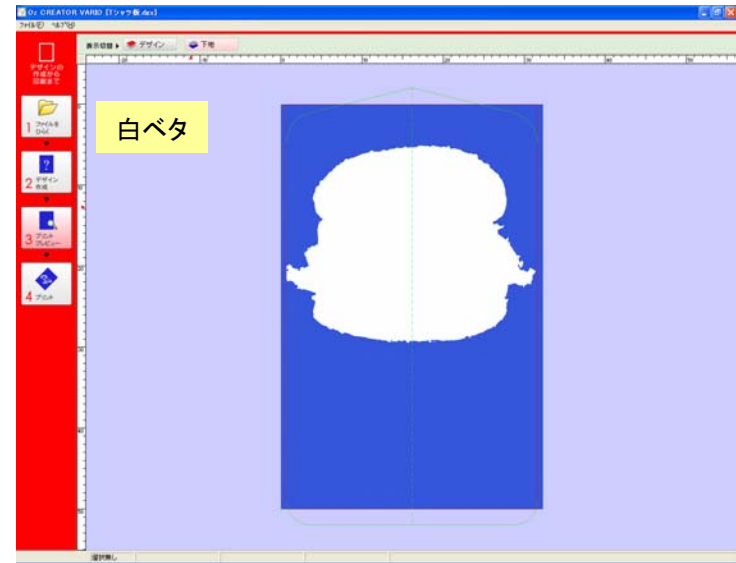 Oz CREATOR VARIO [Tシャツ板.dpx]
ファイル(F) ヘルプ(H)
表示切替 デザイン 下地
デザインの
作成から
印刷まで
1 ファイルを
ひらく
2 デザイン
作成
3 プリント
プレビュー
4 プリント
白ベタ
選択無し